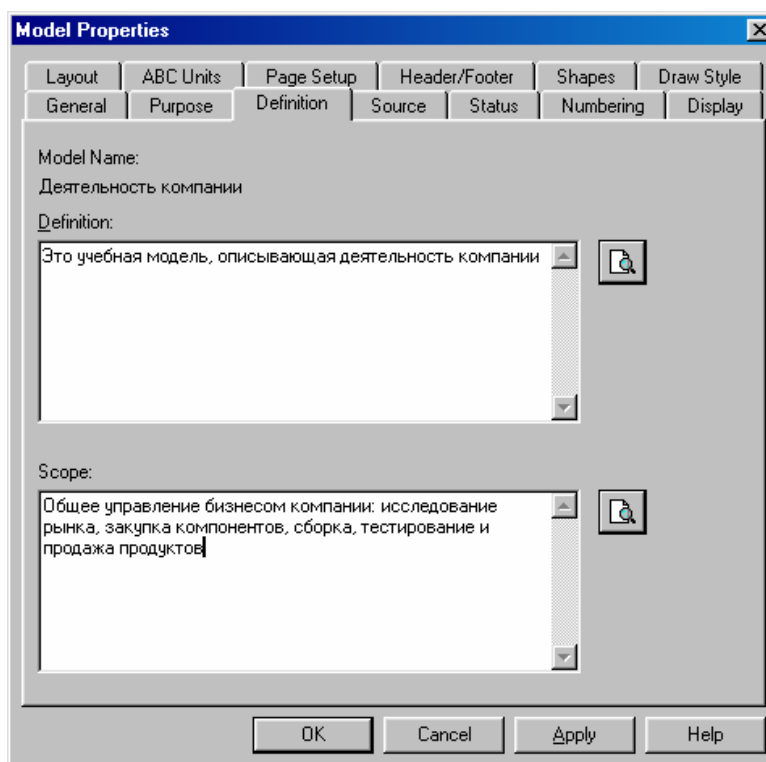 Model Properties
Layout ABC Units Page Setup Header/Footer Shapes Draw Style
General Purpose Definition Source Status Numbering Display
Model Name:
Деятельность компании
Definition:
Это учебная модель, описывающая деятельность компании
Scope:
Общее управление бизнесом компании: исследование
рынка, закупка компонентов, сборка, тестирование и
продажа продуктов
OK Cancel Apply Help